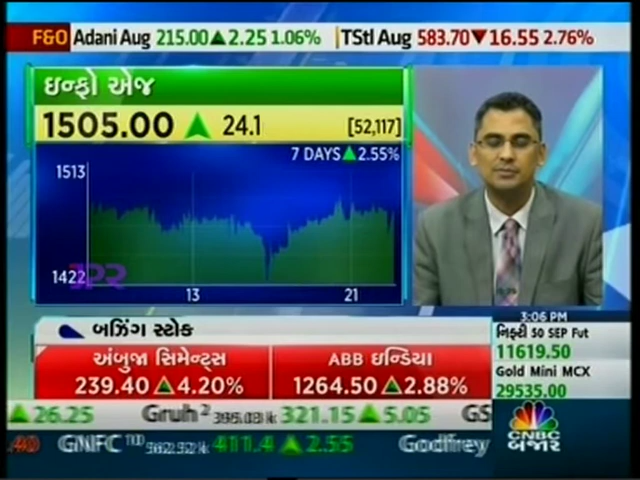 F&O Adani Aug 215.00▲2.25 1.06% TStl Aug 583.70▼16.55 2.76%
ઇન્ફો એજ
1505.00 ▲ 24.1 [52,117]
7 DAYS▲2.55%
1513
1422
13 21
બઝિંગ સ્ટોક
અંબુજા સિમેન્ટ્સ
239.40▲4.20%
ABB ઇન્ડિયા
1264.50▲2.88%
3:06 PM
નિફ્ટી 50 SEP Fut
11619.50
Gold Mini MCX
29535.00
▲26.25 Gruh 321.15▲5.05 GS
GNFC 411.4▲2.55 Godfrey
CNBC
બજાર